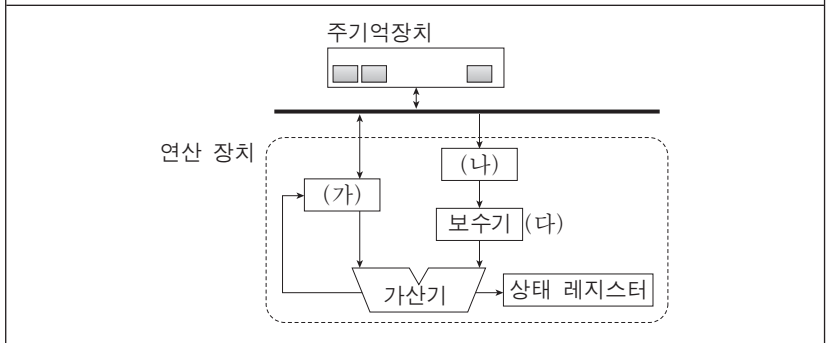 주기억장치
연산 장치
(나)
(가)
보수기 (다)
가산기
상태 레지스터